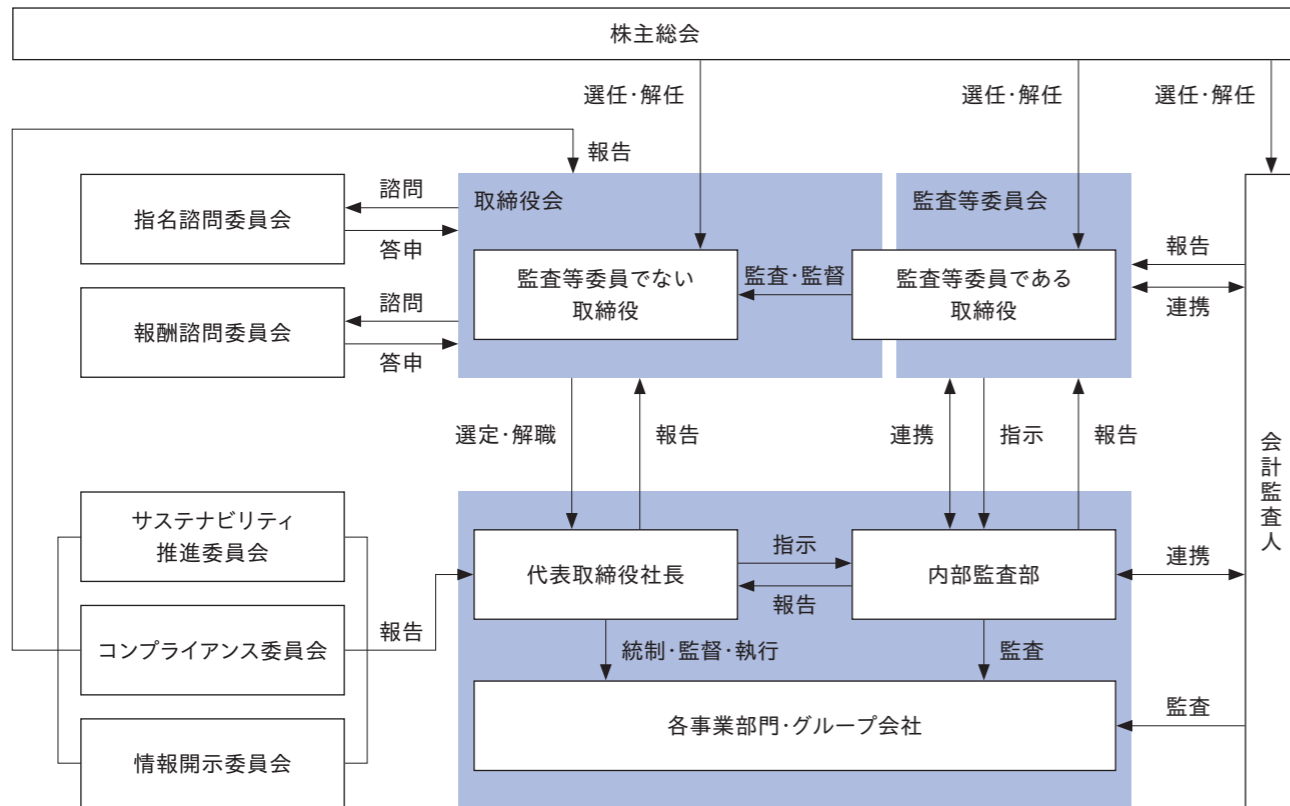 株主総会
選任・解任
選任・解任
選任・解任
報告
取締役会
監査等委員会
指名諮問委員会
諮問
答申
監査等委員でない
取締役
監査・監督
監査等委員である
取締役
報告
連携
報酬諮問委員会
諮問
答申
選定・解職
報告
連携
指示
報告
会計監査人
サステナビリティ
推進委員会
コンプライアンス委員会
情報開示委員会
報告
代表取締役社長
指示
報告
内部監査部
連携
統制・監督・執行
監査
各事業部門・グループ会社
監査